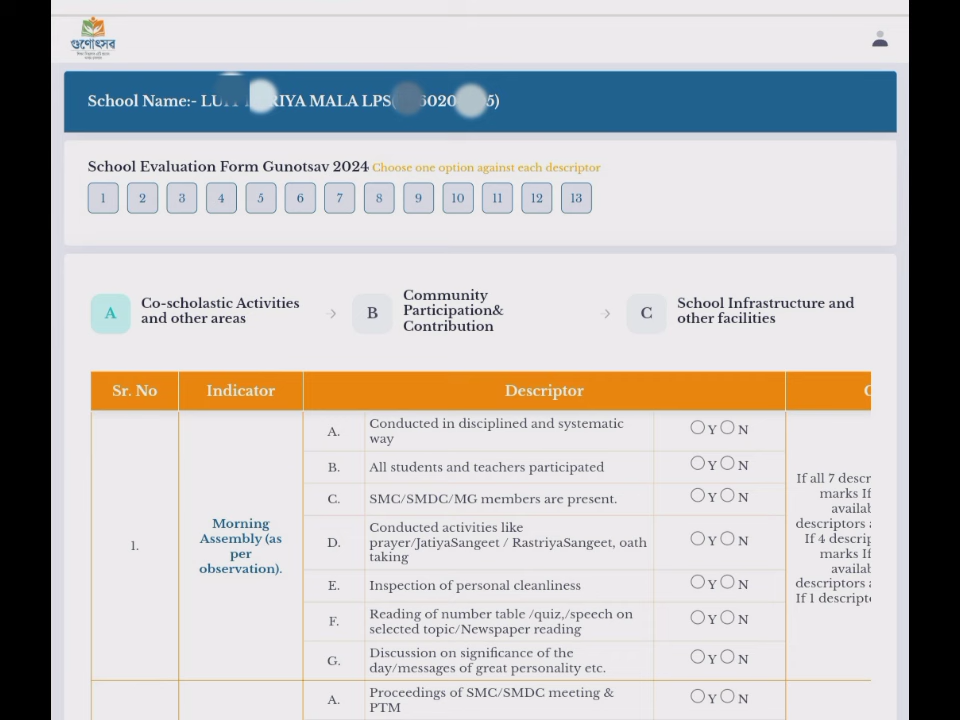 গুণোৎসৱ
School Name:- LU RIYA MALA LPS( 6020 5)
School Evaluation Form Gunotsav 2024 Choose one option against each descriptor
1 2 3 4 5 6 7 8 9 10 11 12 13
A Co-scholastic Activities
and other areas
B Community
Participation&
Contribution
C School Infrastructure and
other facilities
Sr. No Indicator Descriptor
1.
Morning
Assembly (as
per
observation).
A. Conducted in disciplined and systematic
way Y N
B. All students and teachers participated Y N
C. SMC/SMDC/MG members are present. Y N
D. Conducted activities like
prayer/JatiyaSangeet / RastriyaSangeet, oath
taking Y N
E. Inspection of personal cleanliness Y N
F. Reading of number table /quiz,/speech on
selected topic/Newspaper reading Y N
G. Discussion on significance of the
day/messages of great personality etc. Y N
If all 7 descr
marks If
availab
descriptors a
If 4 descrip
marks If
availab
descriptors a
If 1 descripto
A. Proceedings of SMC/SMDC meeting &
PTM Y N